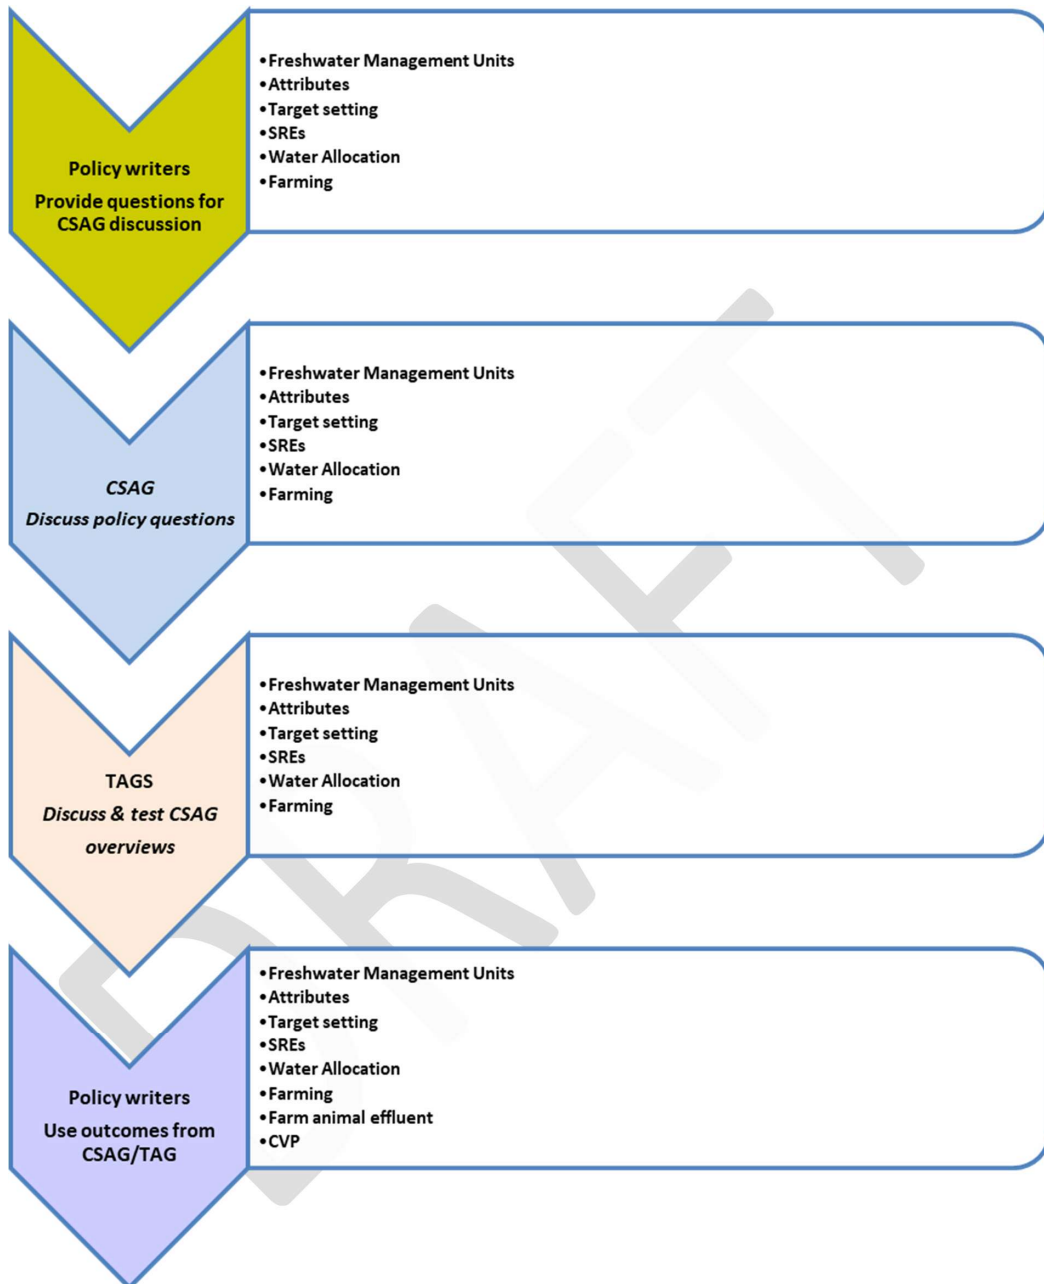 Policy writers
Provide questions for
CSAG discussion
•Freshwater Management Units
•Attributes
•Target setting
•SREs
•Water Allocation
•Farming
CSAG
Discuss policy questions
•Freshwater Management Units
•Attributes
•Target setting
•SREs
•Water Allocation
•Farming
TAGS
Discuss & test CSAG
overviews
•Freshwater Management Units
•Attributes
•Target setting
•SREs
•Water Allocation
•Farming
Policy writers
Use outcomes from
CSAG/TAG
•Freshwater Management Units
•Attributes
•Target setting
•SREs
•Water Allocation
•Farming
•Farm animal effluent
•CVP
DRAFT